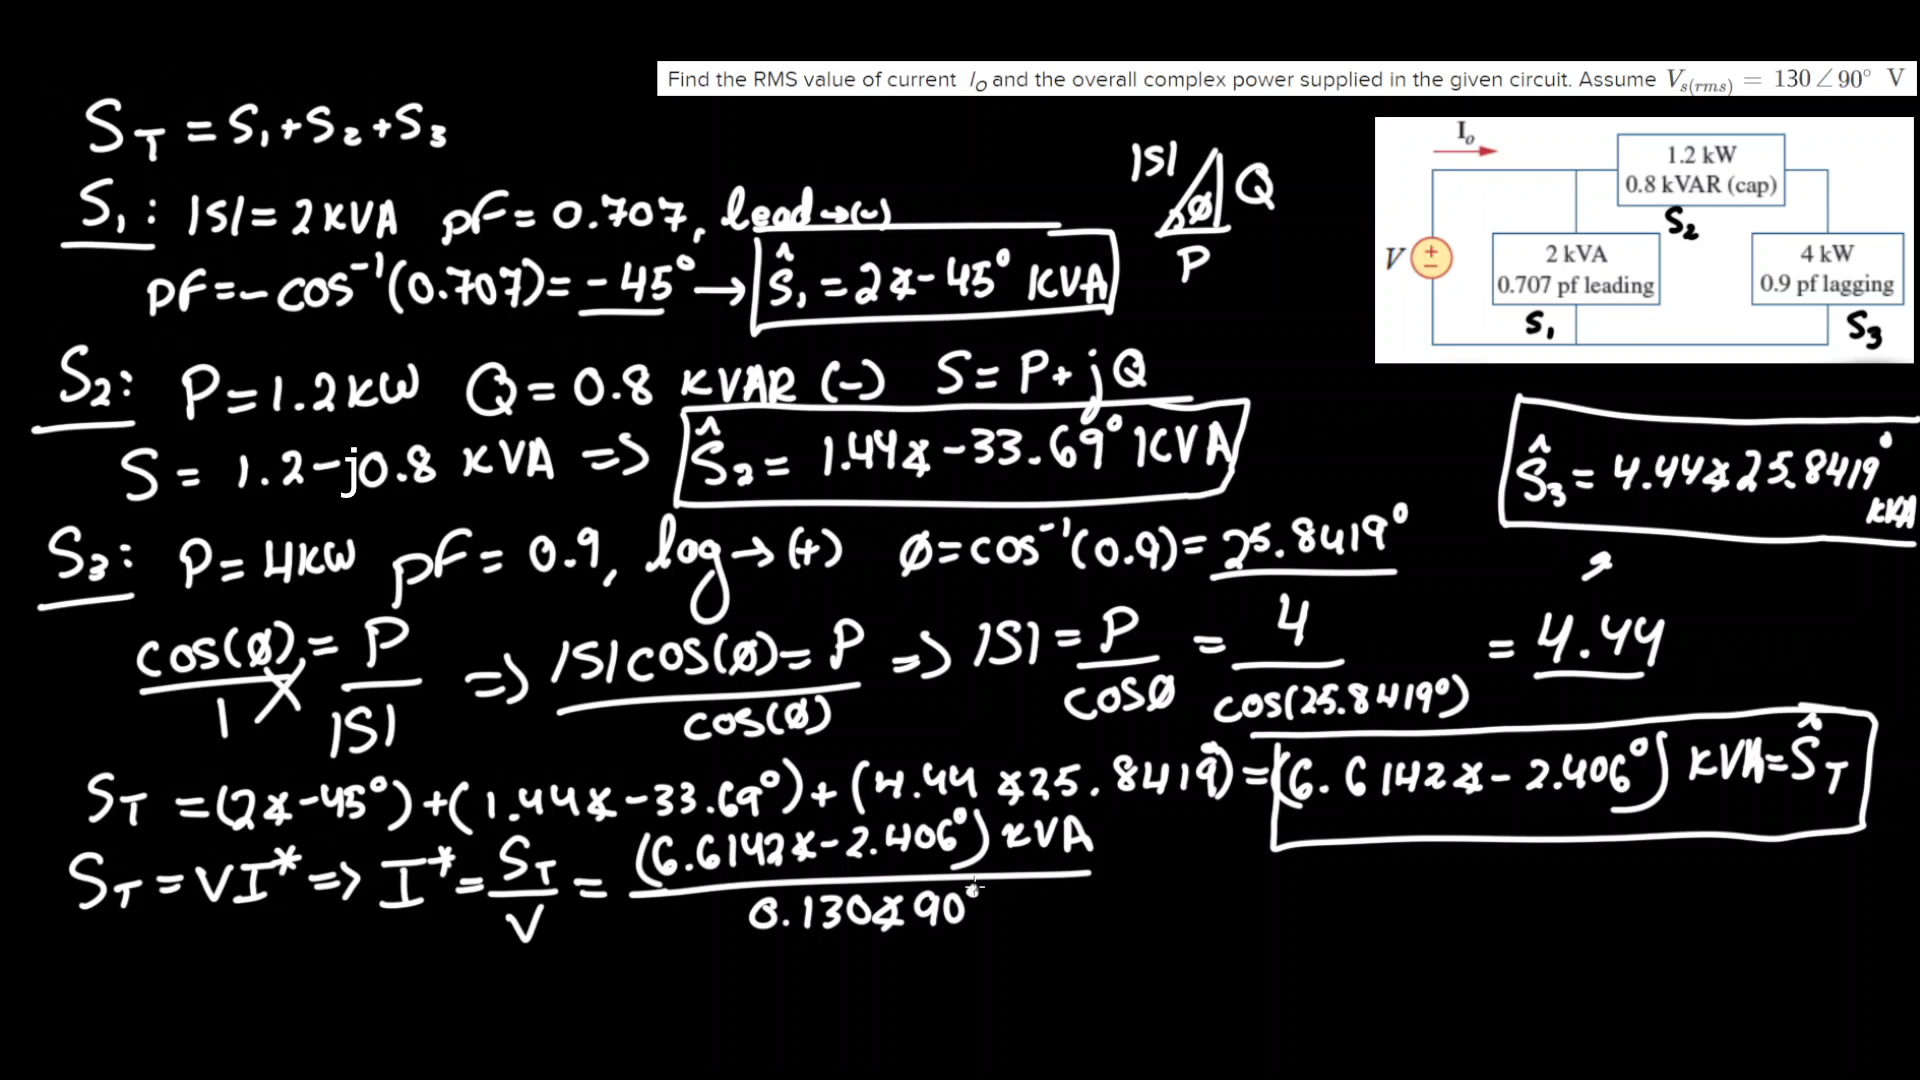 Find the RMS value of current I_O and the overall complex power supplied in the given circuit. Assume V_s(rms) = 130∠90° V
S_T = S₁+S₂+S₃
S₁: |S|= 2KVA pf= 0.707, lead→(-)
pf=-cos⁻¹(0.707)= -45° → Ŝ₁ = 2∡-45° KVA
|S| Ø Q
P
S₂: P=1.2KW Q= 0.8 KVAR (-) S= P+jQ
S = 1.2-j0.8 KVA => Ŝ₂= 1.44∡-33.69° KVA
S₃: P= 4KW pf= 0.9, lag→(+) Ø=cos⁻¹(0.9)= 25.8419°
cos(Ø)/1 = P/|S| => |S|cos(Ø)= P/cos(Ø) => |S| = P/cosØ = 4/cos(25.8419°) = 4.44
Ŝ₃ = 4.44∡25.8419° KVA
S_T =(2∡-45°)+(1.44∡-33.69°)+(4.44∡25.8419)=(6.6142∡-2.406°) KVA=Ŝ_T
S_T = VI* => I*= S_T/V = (6.6142∡-2.406°) KVA/0.130∡90°
I_o
1.2 kW
0.8 kVAR (cap)
S₂
V
+
−
2 kVA
0.707 pf leading
S₁
4 kW
0.9 pf lagging
S₃